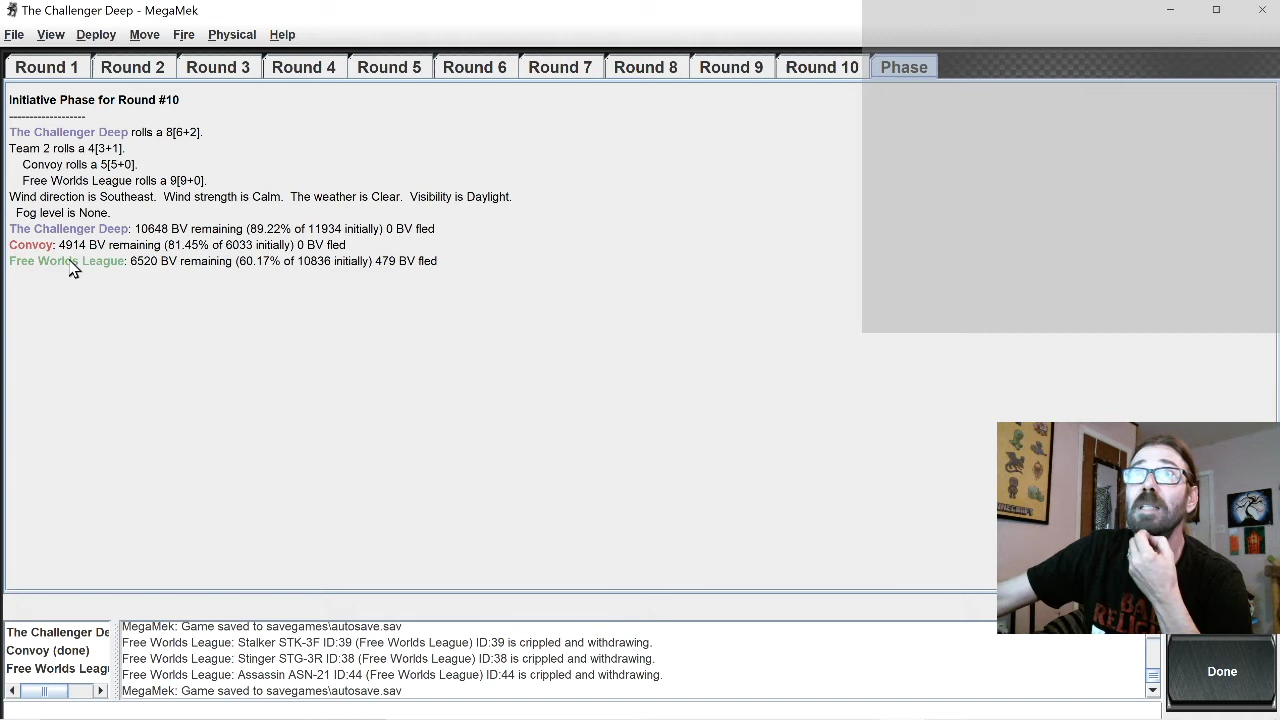 The Challenger Deep - MegaMek
File View Deploy Move Fire Physical Help
Round 1 Round 2 Round 3 Round 4 Round 5 Round 6 Round 7 Round 8 Round 9 Round 10 Phase
Initiative Phase for Round #10
-------------------
The Challenger Deep rolls a 8[6+2].
Team 2 rolls a 4[3+1].
Convoy rolls a 5[5+0].
Free Worlds League rolls a 9[9+0].
Wind direction is Southeast. Wind strength is Calm. The weather is Clear. Visibility is Daylight.
Fog level is None.
The Challenger Deep: 10648 BV remaining (89.22% of 11934 initially) 0 BV fled
Convoy: 4914 BV remaining (81.45% of 6033 initially) 0 BV fled
Free Worlds League: 6520 BV remaining (60.17% of 10836 initially) 479 BV fled
MINECRAFT
BAD
RELIGION
The Challenger De
Convoy (done)
Free Worlds Leag
MegaMek: Game saved to savegames\autosave.sav
Free Worlds League: Stalker STK-3F ID:39 (Free Worlds League) ID:39 is crippled and withdrawing.
Free Worlds League: Stinger STG-3R ID:38 (Free Worlds League) ID:38 is crippled and withdrawing.
Free Worlds League: Assassin ASN-21 ID:44 (Free Worlds League) ID:44 is crippled and withdrawing.
MegaMek: Game saved to savegames\autosave.sav
Done